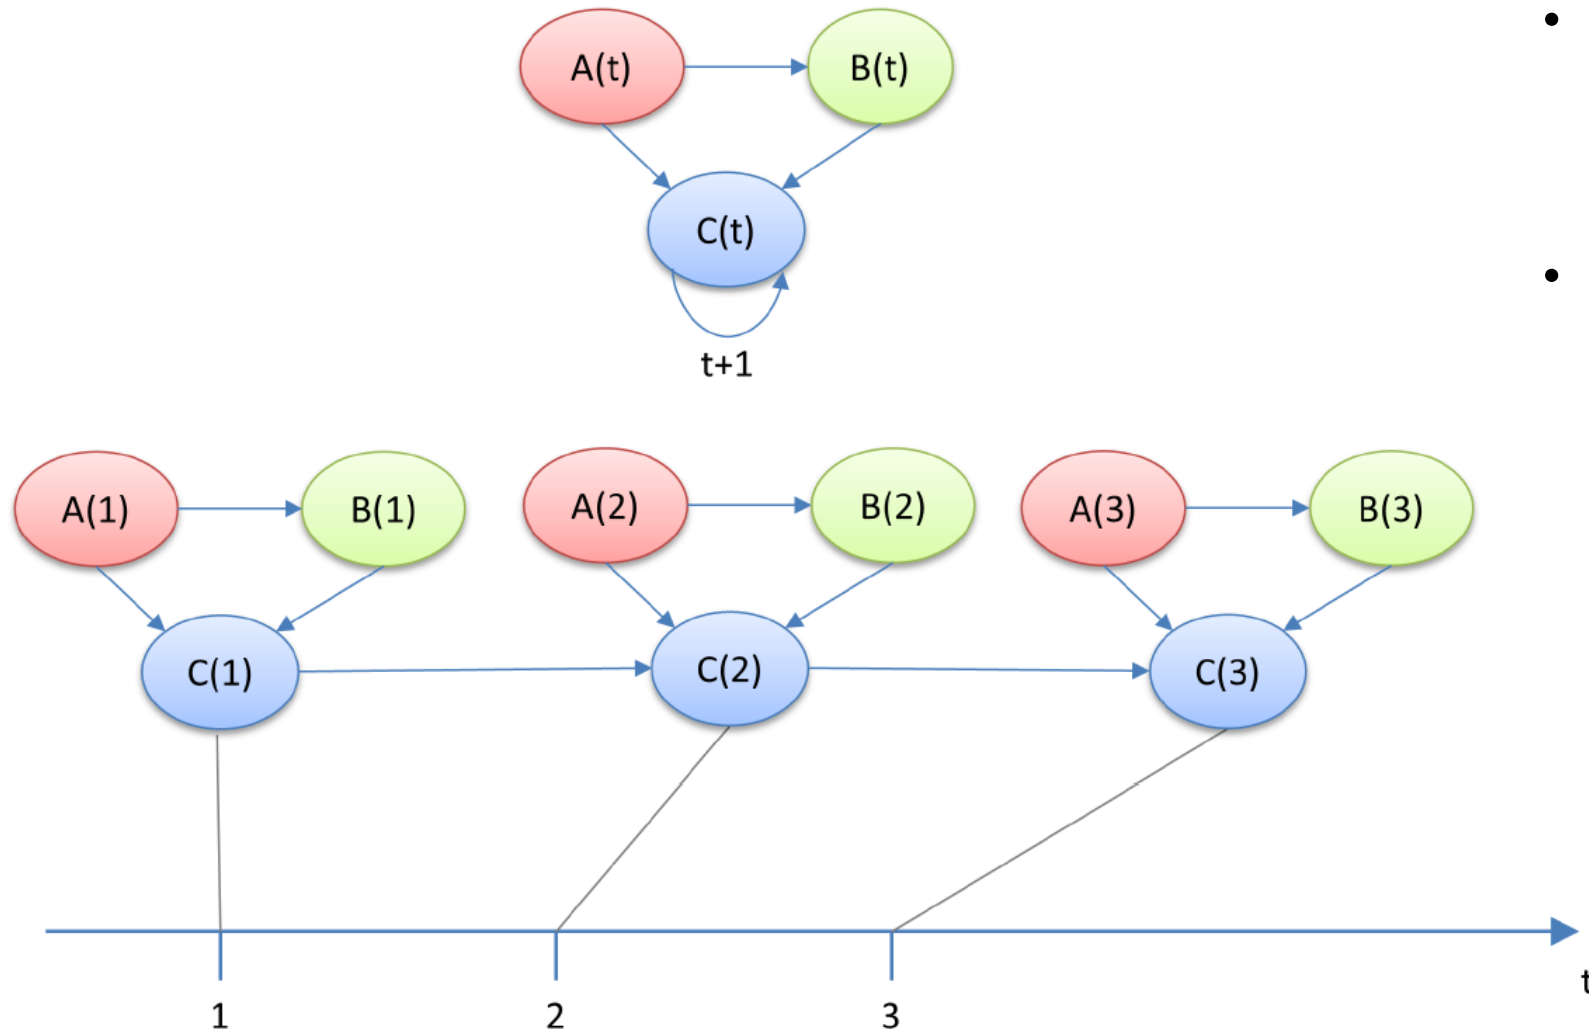 A(t)
B(t)
C(t)
t+1
A(1)
B(1)
A(2)
B(2)
A(3)
B(3)
C(1)
C(2)
C(3)
t
1
2
3